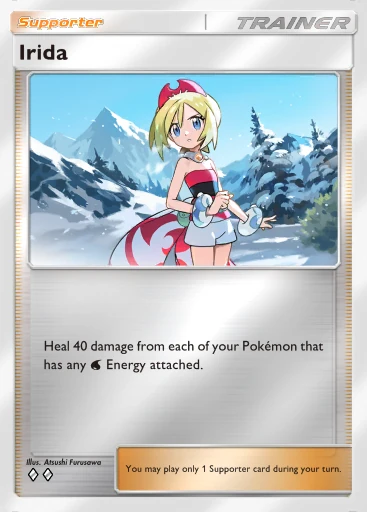 Supporter
TRAINER
Irida
Heal 40 damage from each of your Pokémon that
has any Energy attached.
Illus. Atsushi Furusawa
You may play only 1 Supporter card during your turn.